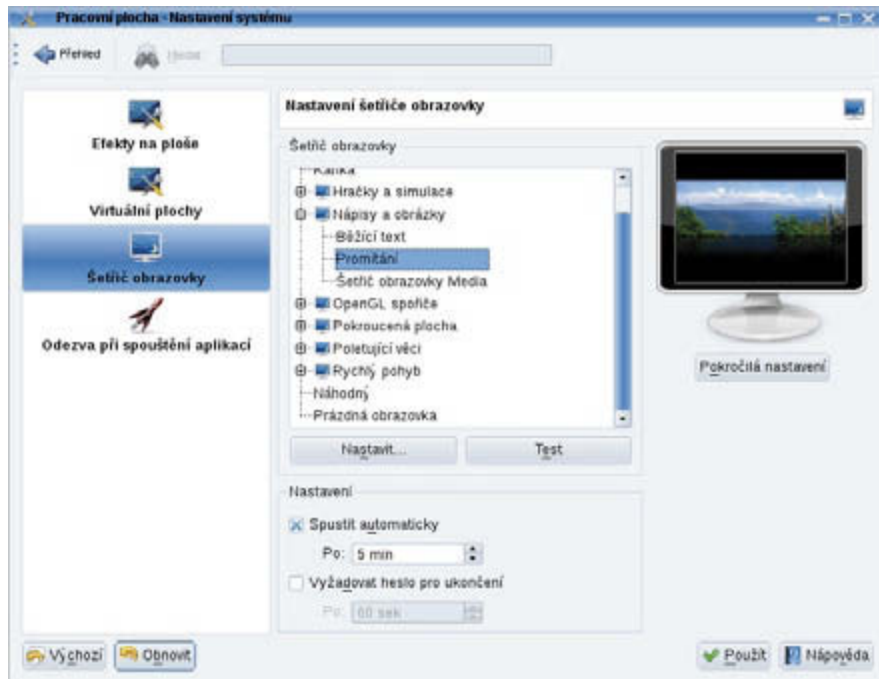 Pracovní plocha - Nastavení systému
Přehled
Hledat:
Efekty na ploše
Virtuální plochy
Šetřič obrazovky
Odezva při spouštění aplikací
Nastavení šetřiče obrazovky
Šetřič obrazovky
Hračky a simulace
Nápisy a obrázky
Běžící text
Promítání
Šetřič obrazovky Media
OpenGL spořiče
Pokroucená plocha
Poletující věci
Rychlý pohyb
Náhodný
Prázdná obrazovka
Nastavit...
Test
Pokročilá nastavení
Nastavení
Spustit automaticky
Po: 5 min
Vyžadovat heslo pro ukončení
Po: 60 sek
Výchozí
Obnovit
Použít
Nápověda